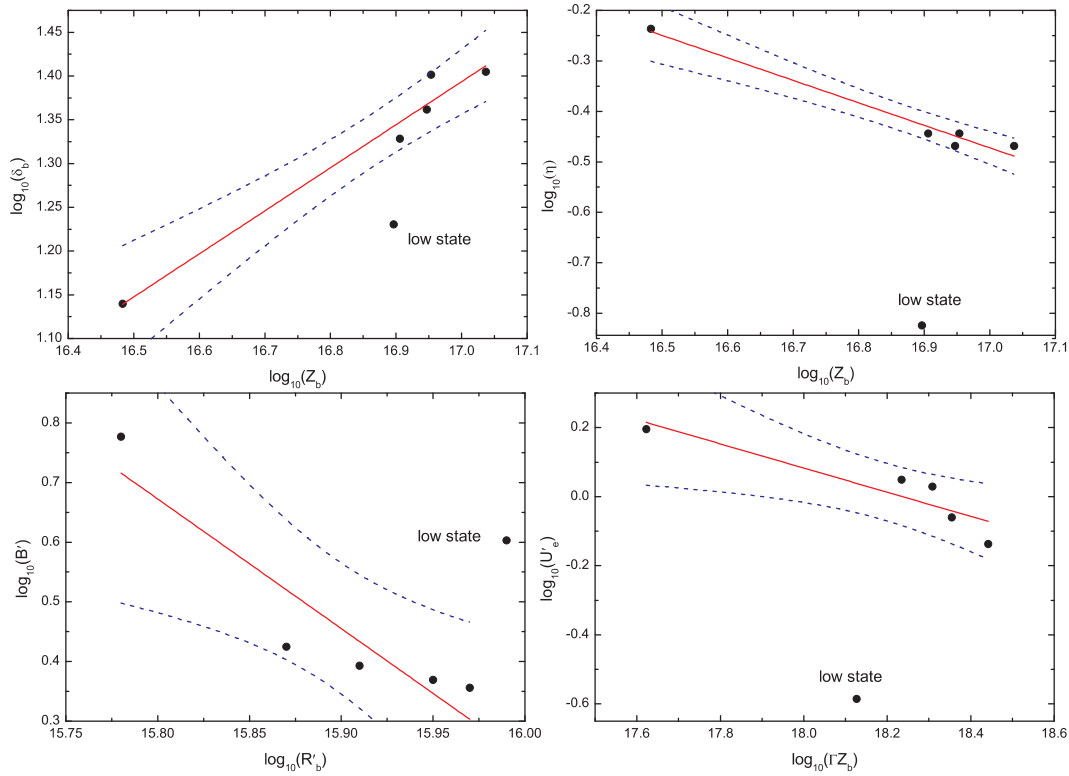 1.45
1.40
1.35
1.30
1.25
1.20
1.15
1.10
log₁₀(δ_b)
low state
16.4 16.5 16.6 16.7 16.8 16.9 17.0 17.1
log₁₀(Z_b)
-0.2
-0.3
-0.4
-0.5
-0.6
-0.7
-0.8
log₁₀(η)
low state
16.4 16.5 16.6 16.7 16.8 16.9 17.0 17.1
log₁₀(Z_b)
0.8
0.7
0.6
0.5
0.4
0.3
log₁₀(B′)
low state
15.75 15.80 15.85 15.90 15.95 16.00
log₁₀(R′_b)
0.2
0.0
-0.2
-0.4
-0.6
log₁₀(U′_e)
low state
17.6 17.8 18.0 18.2 18.4 18.6
log₁₀(ΓZ_b)